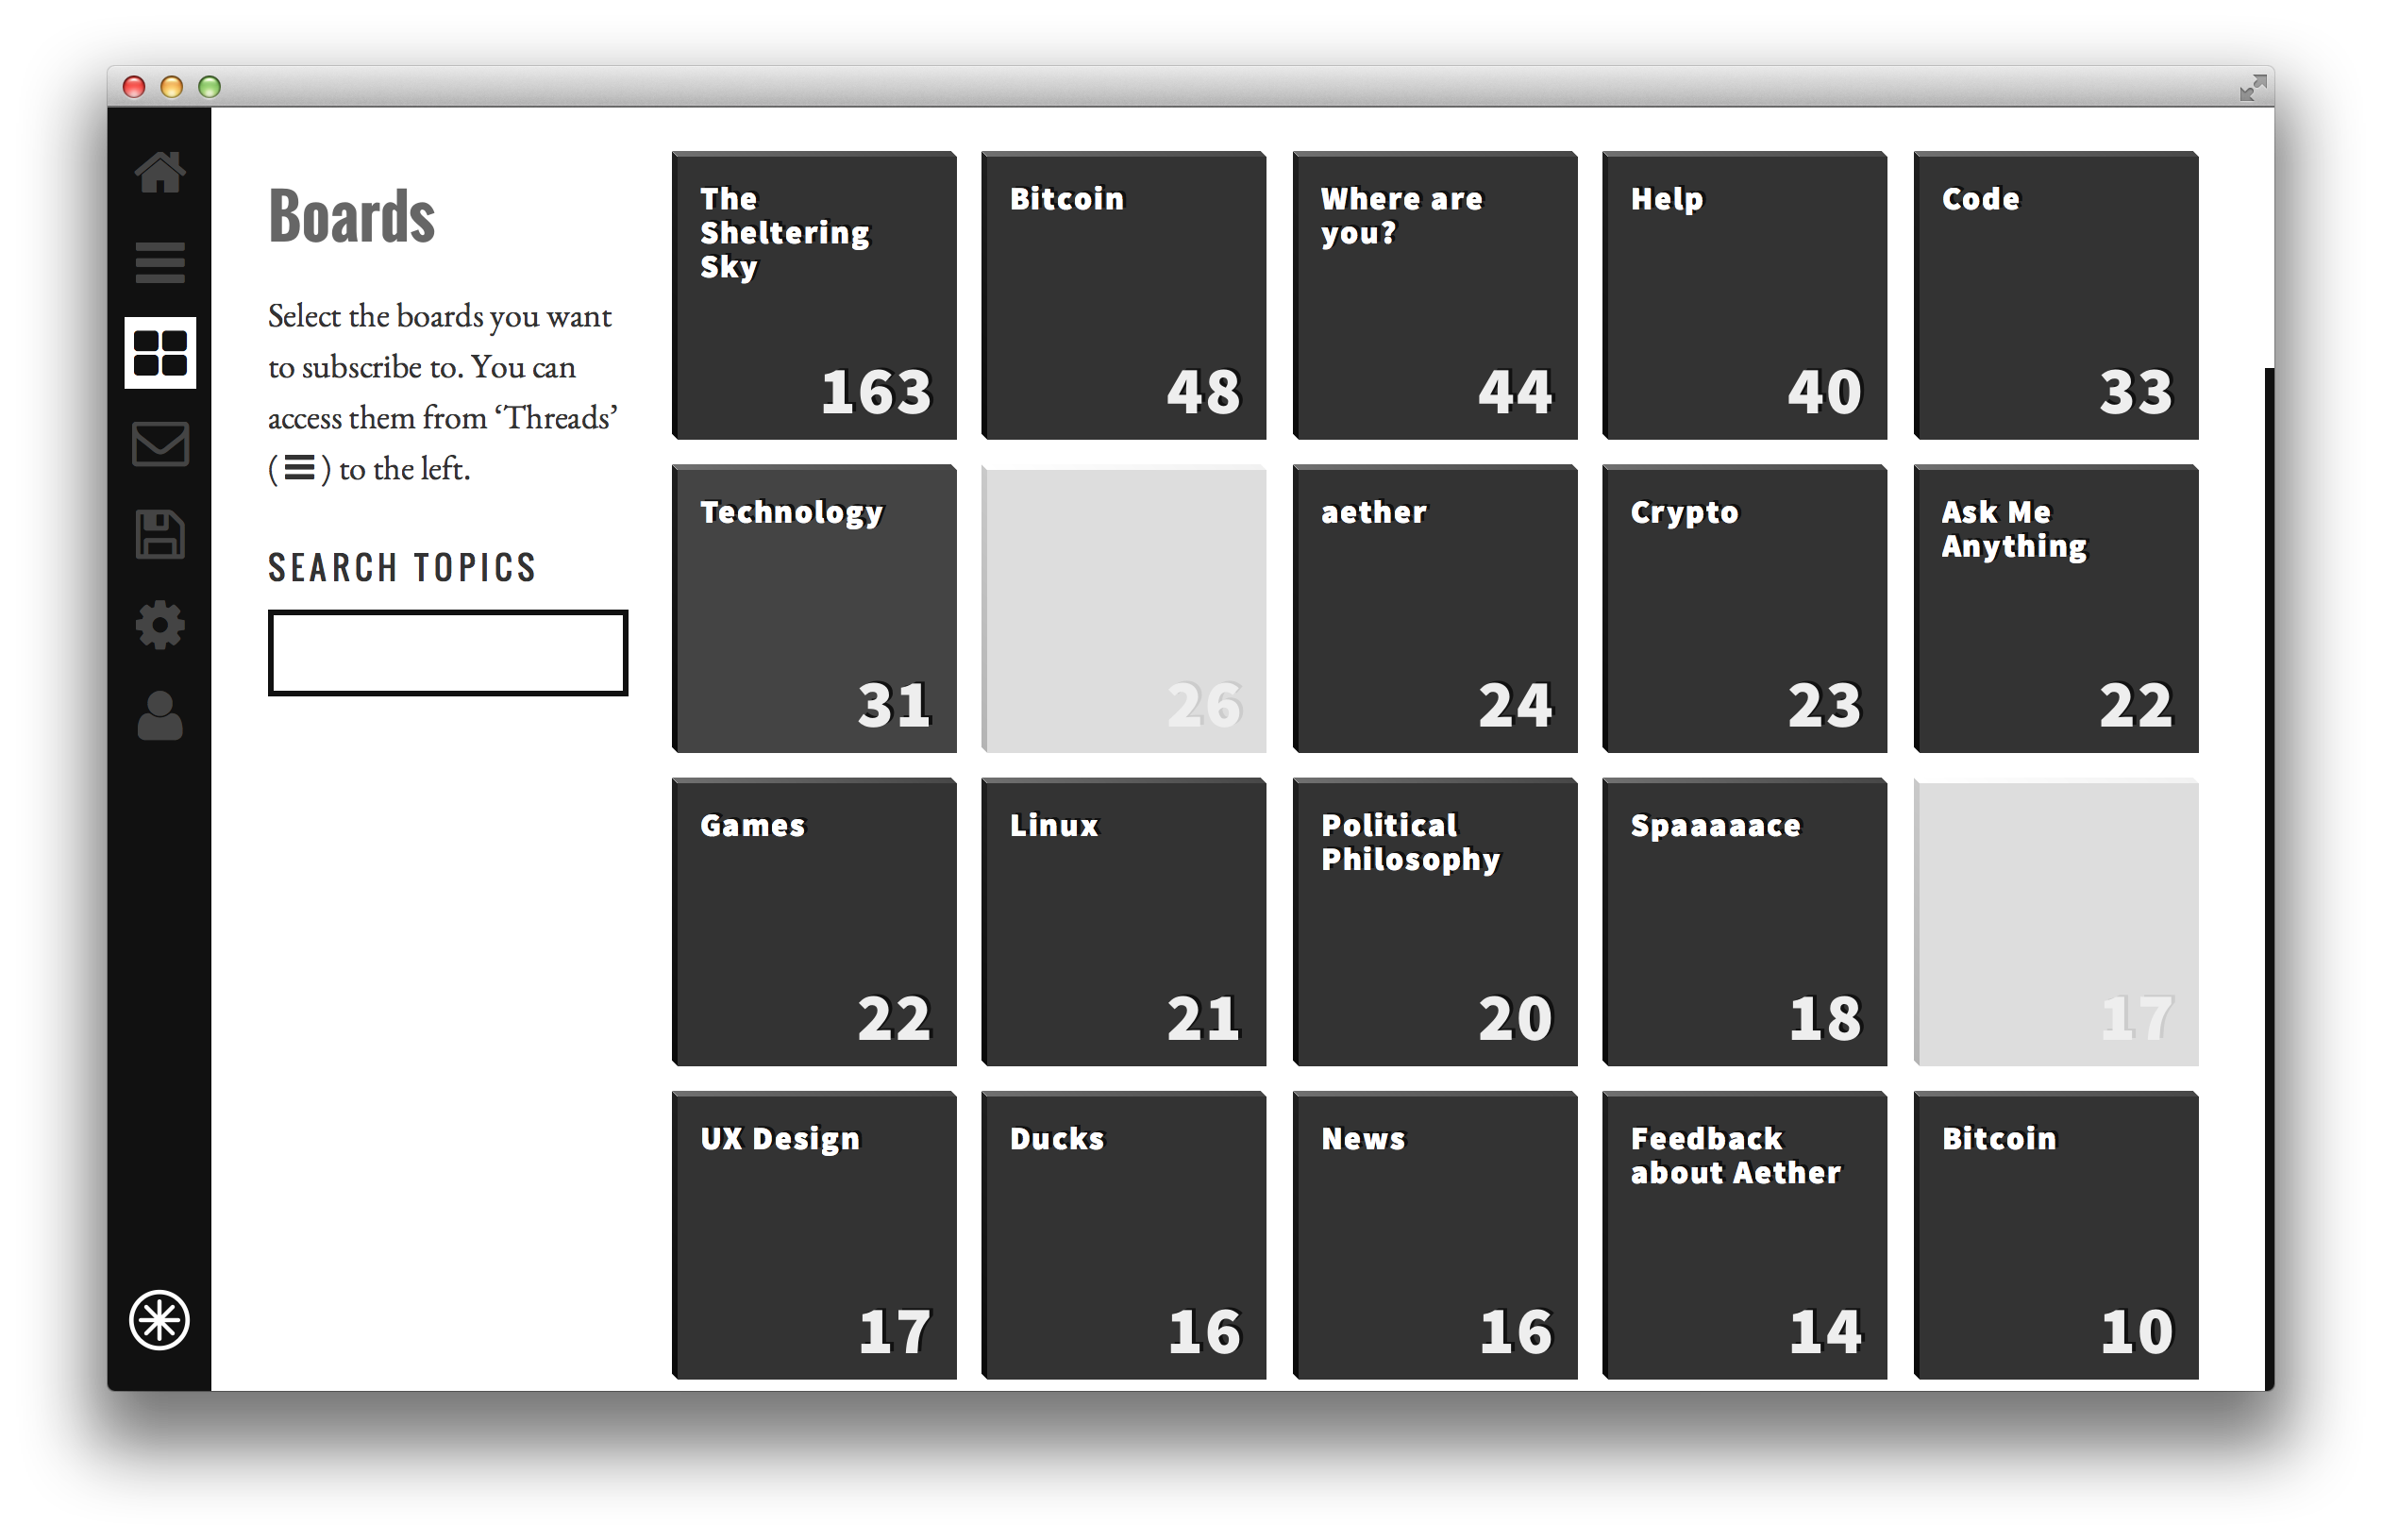 Boards
Select the boards you want
to subscribe to. You can
access them from ‘Threads’
( ) to the left.
SEARCH TOPICS
The
Sheltering
Sky
163
Bitcoin
48
Where are
you?
44
Help
40
Code
33
Technology
31
26
aether
24
Crypto
23
Ask Me
Anything
22
Games
22
Linux
21
Political
Philosophy
20
Spaaaaace
18
17
UX Design
17
Ducks
16
News
16
Feedback
about Aether
14
Bitcoin
10